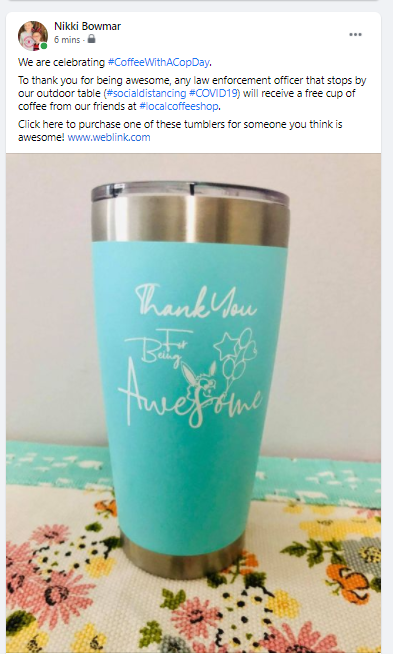 Nikki Bowmar
6 mins ·
We are celebrating #CoffeeWithACopDay.
To thank you for being awesome, any law enforcement officer that stops by
our outdoor table (#socialdistancing #COVID19) will receive a free cup of
coffee from our friends at #localcoffeeshop.
Click here to purchase one of these tumblers for someone you think is
awesome! www.weblink.com
Thank You
For
Being
Awesome